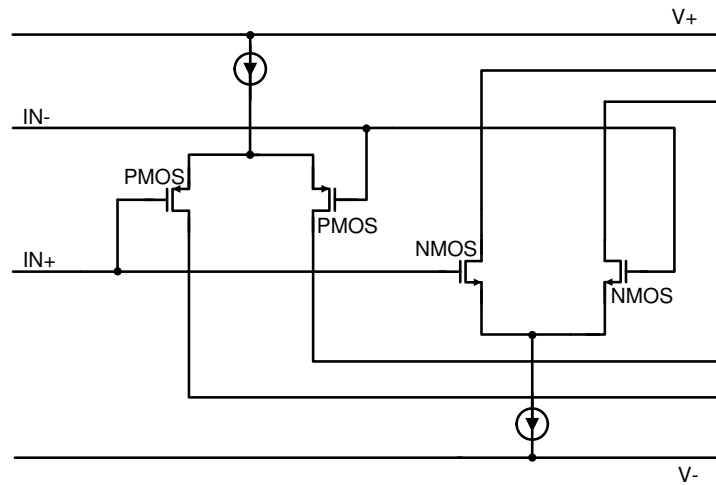 V+
IN-
PMOS
PMOS
NMOS
IN+
NMOS
V-